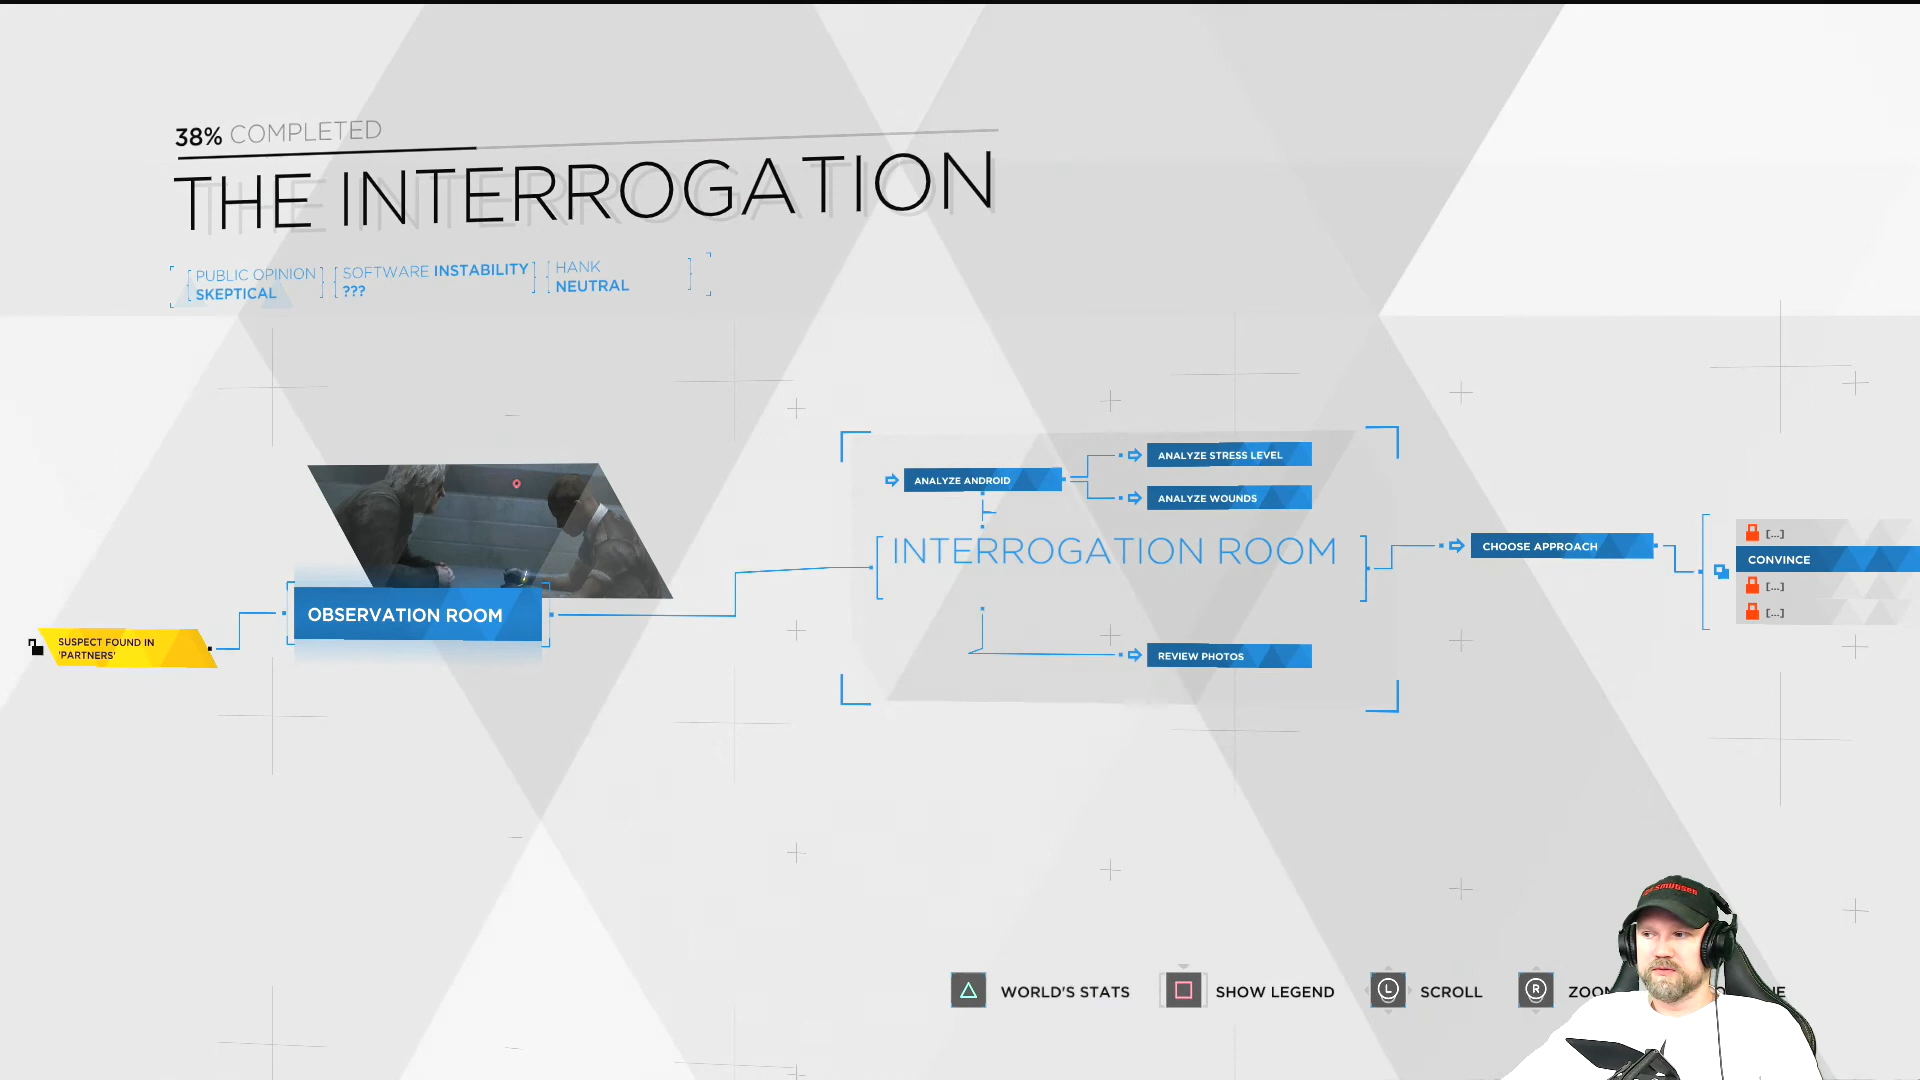 38% COMPLETED
THE INTERROGATION
PUBLIC OPINION
SKEPTICAL
SOFTWARE INSTABILITY
???
HANK
NEUTRAL
ANALYZE STRESS LEVEL
ANALYZE ANDROID
ANALYZE WOUNDS
INTERROGATION ROOM
CHOOSE APPROACH
[...]
CONVINCE
[...]
[...]
OBSERVATION ROOM
SUSPECT FOUND IN
'PARTNERS'
REVIEW PHOTOS
WORLD'S STATS
SHOW LEGEND
L
SCROLL
R